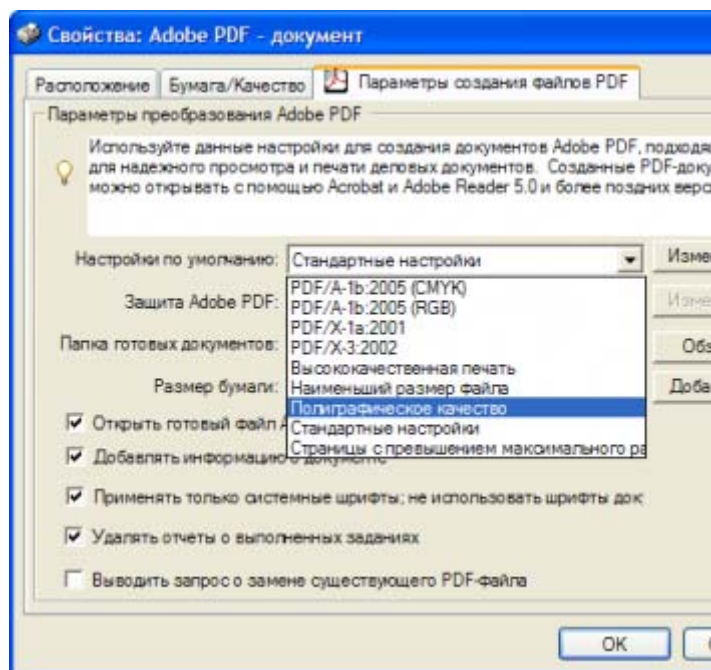 Свойства: Adobe PDF - документ
Расположение Бумага/Качество Параметры создания файлов PDF
Параметры преобразования Adobe PDF
Используйте данные настройки для создания документов Adobe PDF, подходя
для надежного просмотра и печати деловых документов. Созданные PDF-доку
можно открывать с помощью Acrobat и Adobe Reader 5.0 и более поздних верс
Настройки по умолчанию: Стандартные настройки Изме
PDF/A-1b:2005 (CMYK)
Защита Adobe PDF: PDF/A-1b:2005 (RGB) Изме
PDF/X-1a:2001
Папка готовых документов: PDF/X-3:2002 Обз
Высококачественная печать
Размер бумаги: Наименьший размер файла Доба
Полиграфическое качество
Открыть готовый файл A
Стандартные настройки
Добавлять информацию о документе
Страницы с превышением максимального ра
Применять только системные шрифты; не использовать шрифты док
Удалять отчеты о выполненных заданиях
Выводить запрос о замене существующего PDF-файла
OK